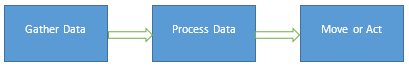 Gather Data
Process Data
Move or Act